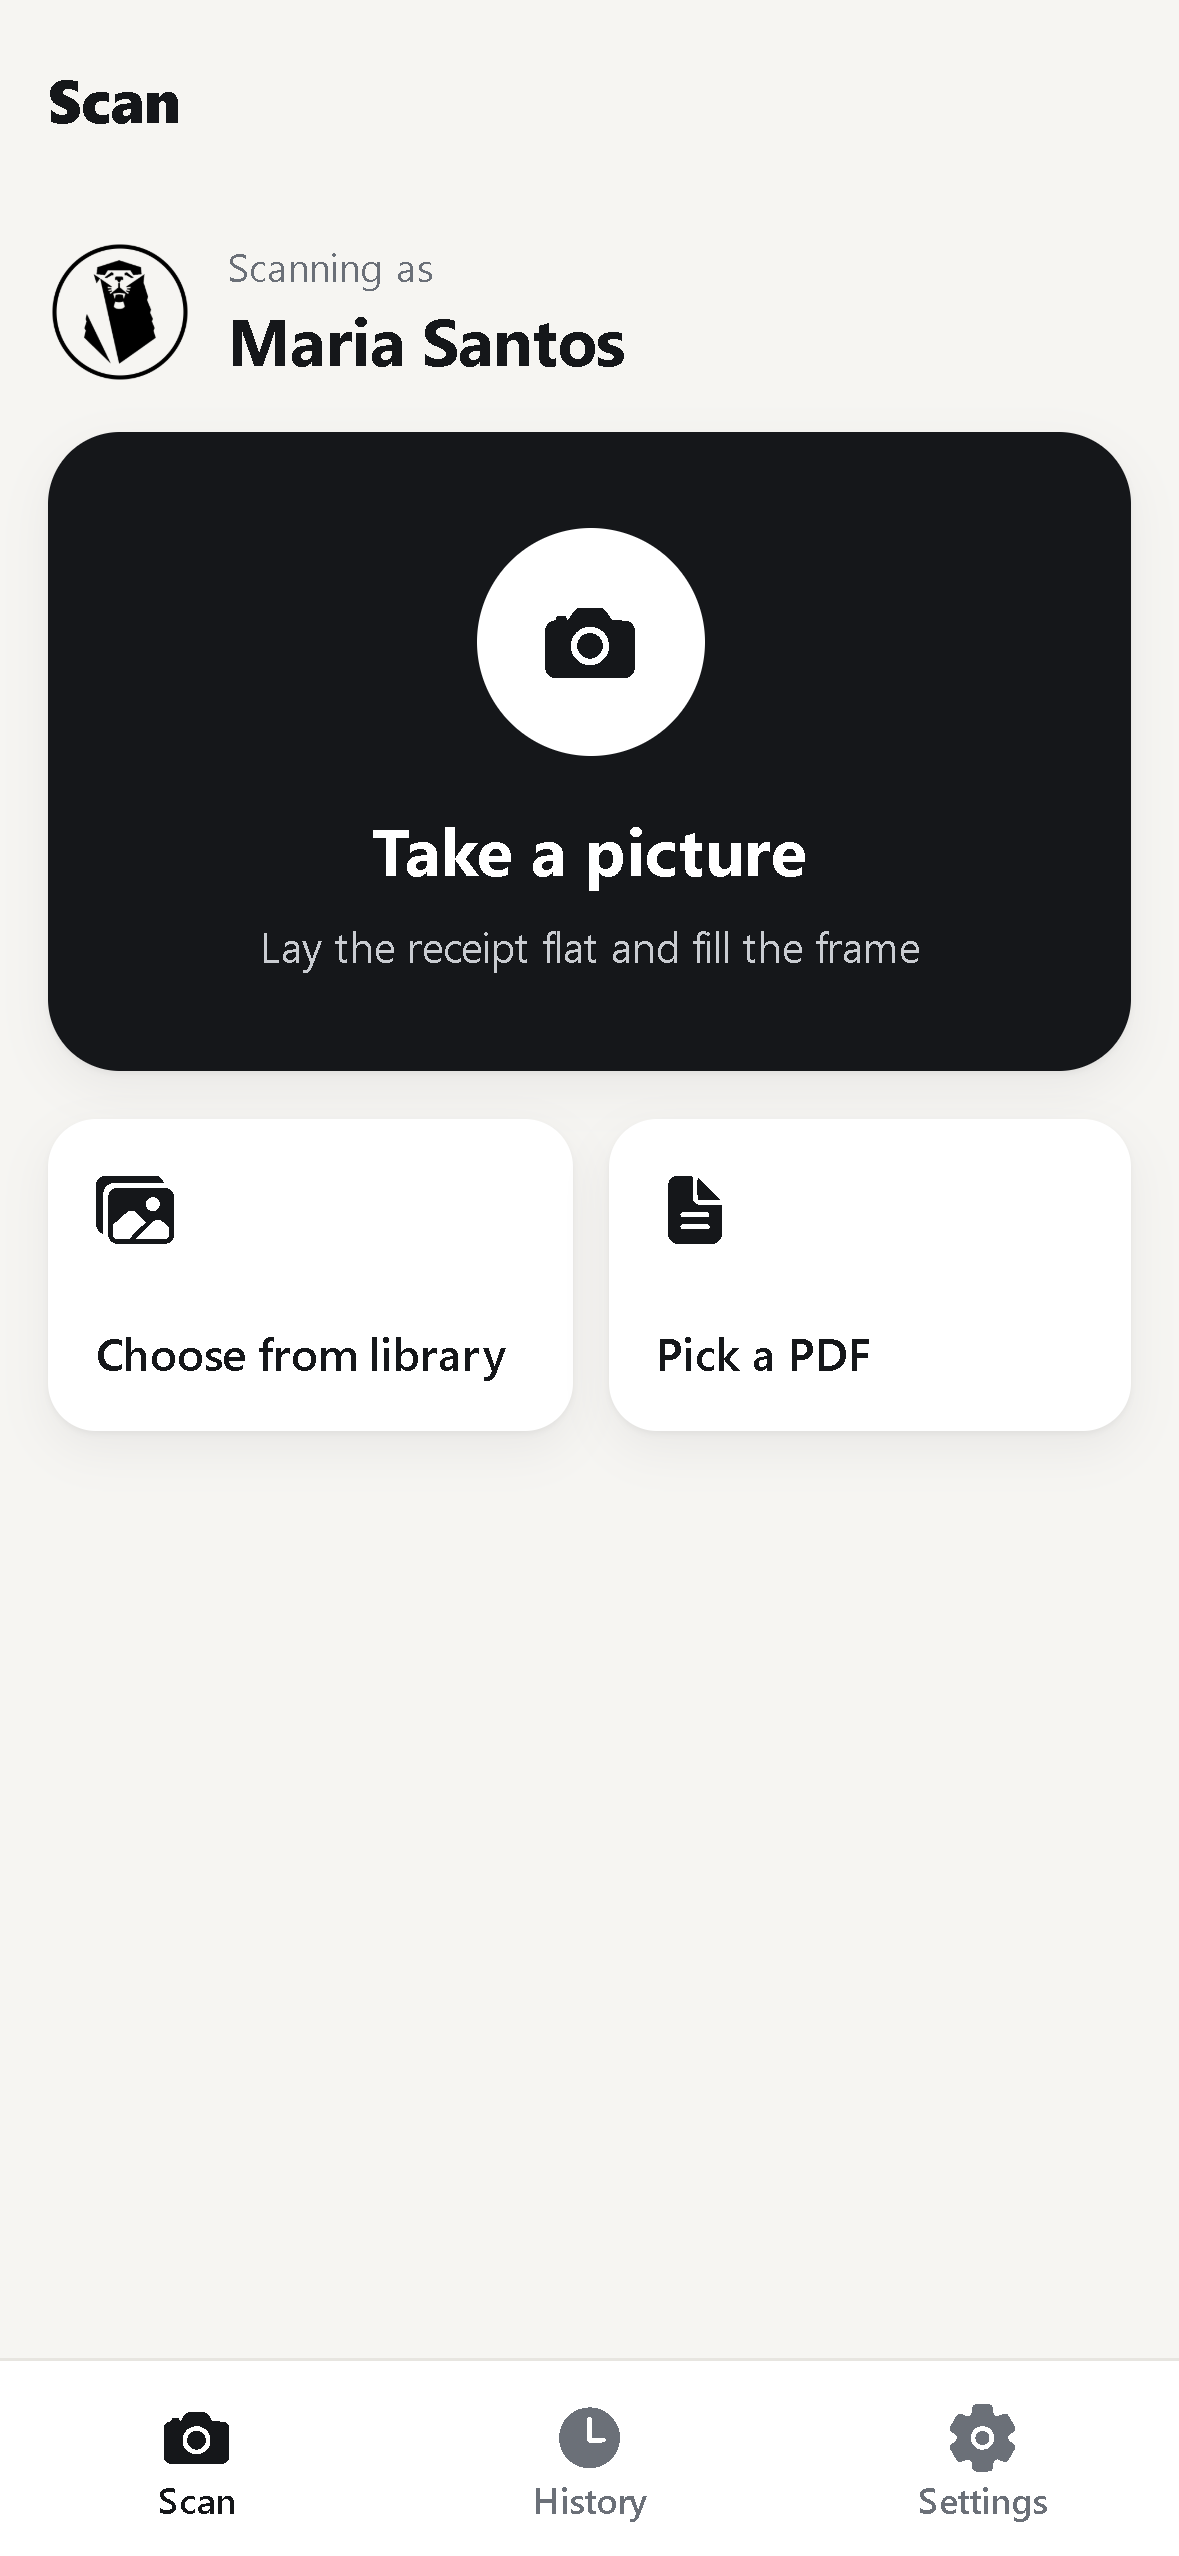 Scan
Scanning as
Maria Santos
Take a picture
Lay the receipt flat and fill the frame
Choose from library
Pick a PDF
Scan
History
Settings